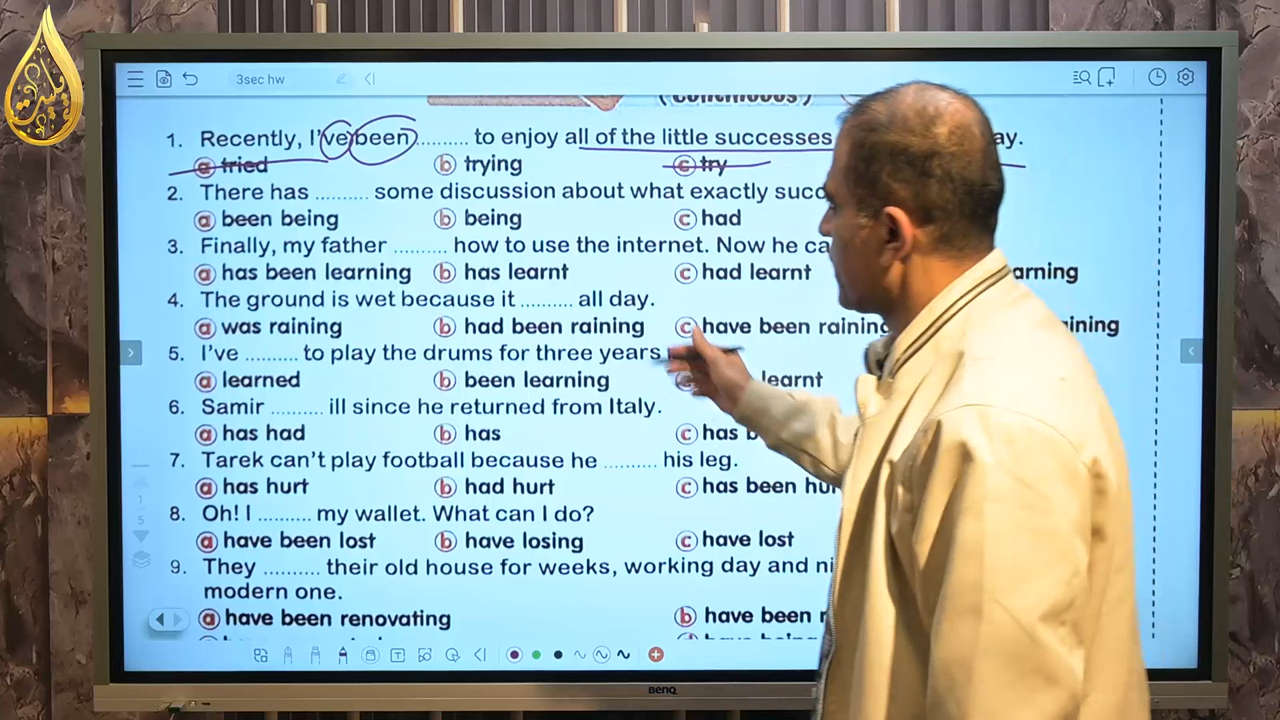 3sec hw
(Continuous)
1. Recently, I've been .......... to enjoy all of the little successes ay.
a tried b trying c try
2. There has .......... some discussion about what exactly succ
a been being b being c had
3. Finally, my father .......... how to use the internet. Now he ca
a has been learning b has learnt c had learnt arning
4. The ground is wet because it .......... all day.
a was raining b had been raining c have been raining ining
5. I've .......... to play the drums for three years
a learned b been learning learnt
6. Samir .......... ill since he returned from Italy.
a has had b has c has b
7. Tarek can't play football because he .......... his leg.
a has hurt b had hurt c has been hur
8. Oh! I .......... my wallet. What can I do?
a have been lost b have losing c have lost
9. They .......... their old house for weeks, working day and ni
modern one.
a have been renovating b have been r
1
5
BenQ